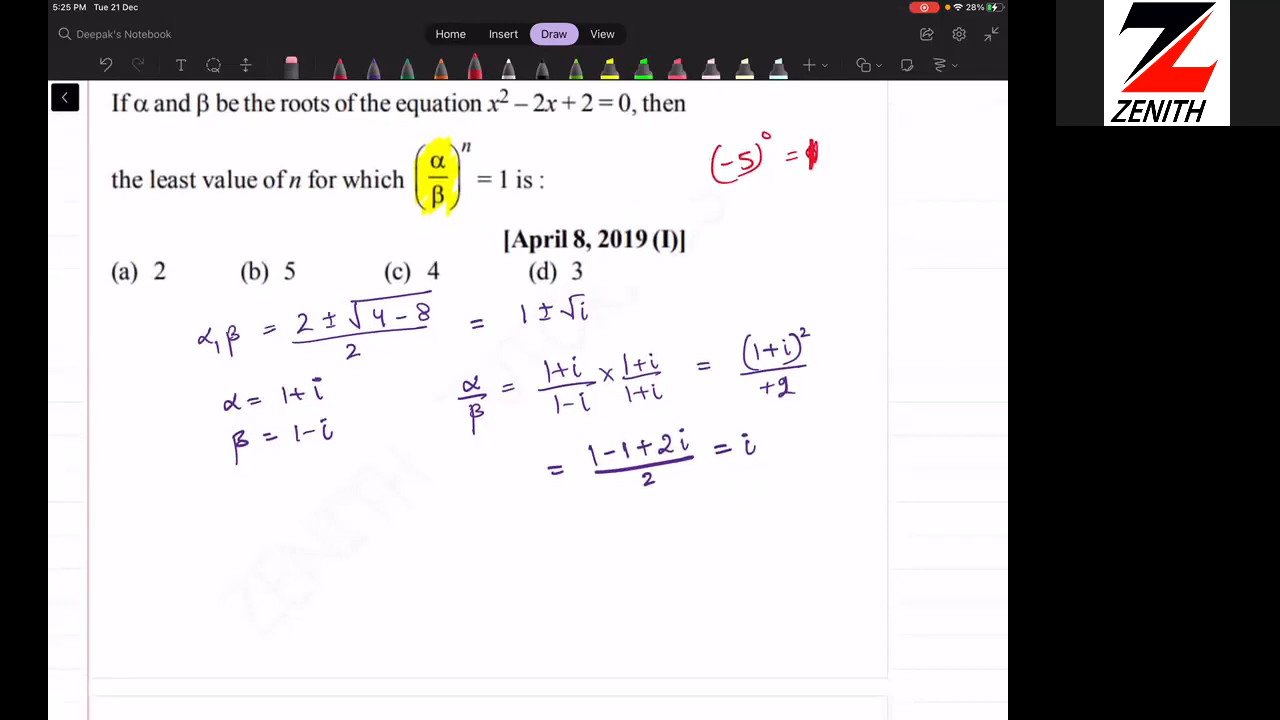 5:25 PM Tue 21 Dec
28%
Deepak's Notebook
Home Insert Draw View
ZENITH
If α and β be the roots of the equation x² – 2x + 2 = 0, then
the least value of n for which (α/β)ⁿ = 1 is :
(-5)⁰ = 1
[April 8, 2019 (I)]
(a) 2 (b) 5 (c) 4 (d) 3
α, β = (2 ± √(4 - 8))/2 = 1 ± √i
α = 1+i
β = 1-i
α/β = (1+i)/(1-i) × (1+i)/(1+i) = (1+i)²/+2
= (1-1+2i)/2 = i
ZENITH